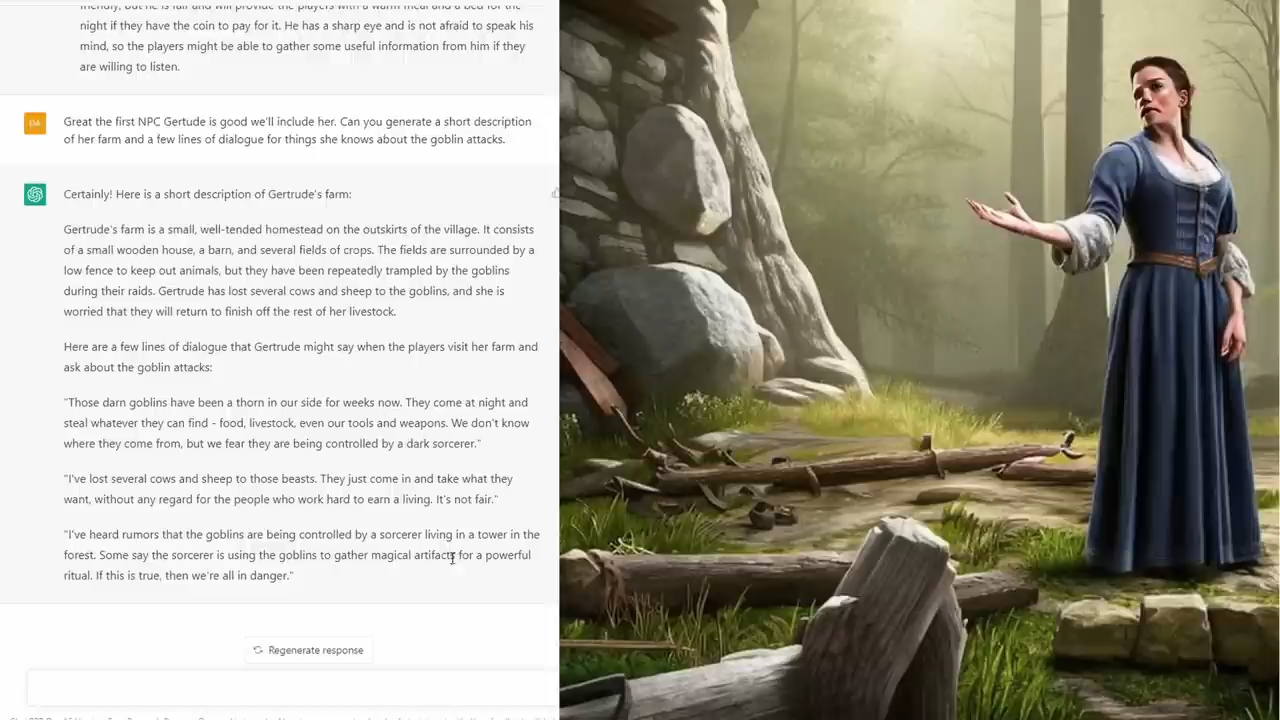 friendly, but he is fair and will provide the players with a warm meal and a bed for the
night if they have the coin to pay for it. He has a sharp eye and is not afraid to speak his
mind, so the players might be able to gather some useful information from him if they
are willing to listen.
Great the first NPC Gertude is good we'll include her. Can you generate a short description
of her farm and a few lines of dialogue for things she knows about the goblin attacks.
Certainly! Here is a short description of Gertrude's farm:
Gertrude's farm is a small, well-tended homestead on the outskirts of the village. It consists
of a small wooden house, a barn, and several fields of crops. The fields are surrounded by a
low fence to keep out animals, but they have been repeatedly trampled by the goblins
during their raids. Gertrude has lost several cows and sheep to the goblins, and she is
worried that they will return to finish off the rest of her livestock.
Here are a few lines of dialogue that Gertrude might say when the players visit her farm and
ask about the goblin attacks:
"Those darn goblins have been a thorn in our side for weeks now. They come at night and
steal whatever they can find - food, livestock, even our tools and weapons. We don't know
where they come from, but we fear they are being controlled by a dark sorcerer."
"I've lost several cows and sheep to those beasts. They just come in and take what they
want, without any regard for the people who work hard to earn a living. It's not fair."
"I've heard rumors that the goblins are being controlled by a sorcerer living in a tower in the
forest. Some say the sorcerer is using the goblins to gather magical artifacts for a powerful
ritual. If this is true, then we're all in danger."
Regenerate response